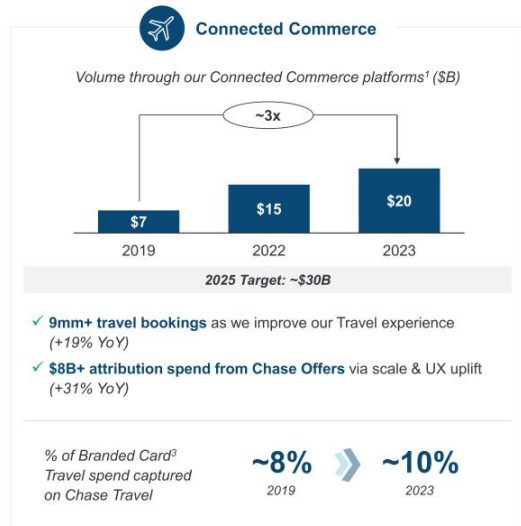 Connected Commerce
Volume through our Connected Commerce platforms¹ ($B)
~3x
$7
$15
$20
2019
2022
2023
2025 Target: ~$30B
✓ 9mm+ travel bookings as we improve our Travel experience
(+19% YoY)
✓ $8B+ attribution spend from Chase Offers via scale & UX uplift
(+31% YoY)
% of Branded Card³
Travel spend captured
on Chase Travel
~8%
2019
~10%
2023